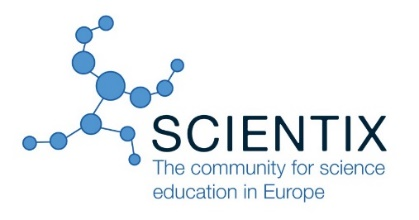 SCIENTIX
The community for science
education in Europe